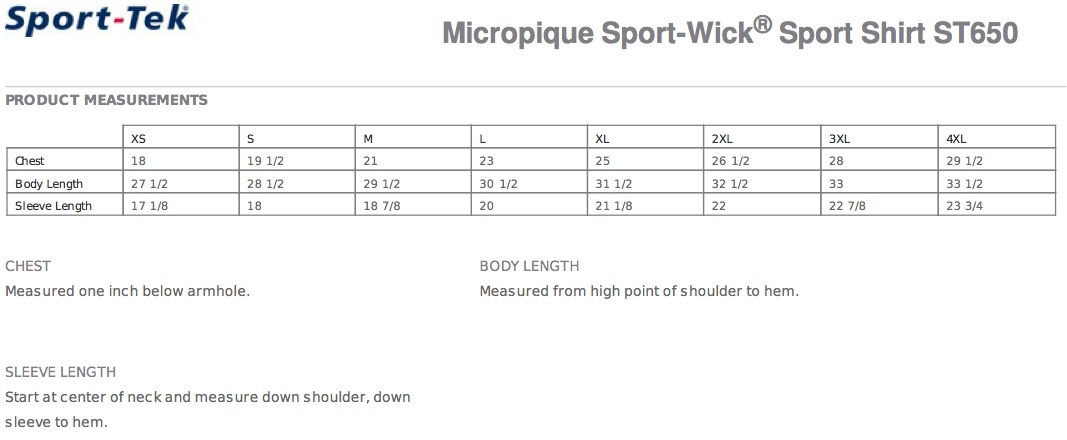 Sport-Tek®
Micropique Sport-Wick® Sport Shirt ST650
PRODUCT MEASUREMENTS
XS S M L XL 2XL 3XL 4XL
Chest 18 19 1/2 21 23 25 26 1/2 28 29 1/2
Body Length 27 1/2 28 1/2 29 1/2 30 1/2 31 1/2 32 1/2 33 33 1/2
Sleeve Length 17 1/8 18 18 7/8 20 21 1/8 22 22 7/8 23 3/4
CHEST
Measured one inch below armhole.
BODY LENGTH
Measured from high point of shoulder to hem.
SLEEVE LENGTH
Start at center of neck and measure down shoulder, down
sleeve to hem.